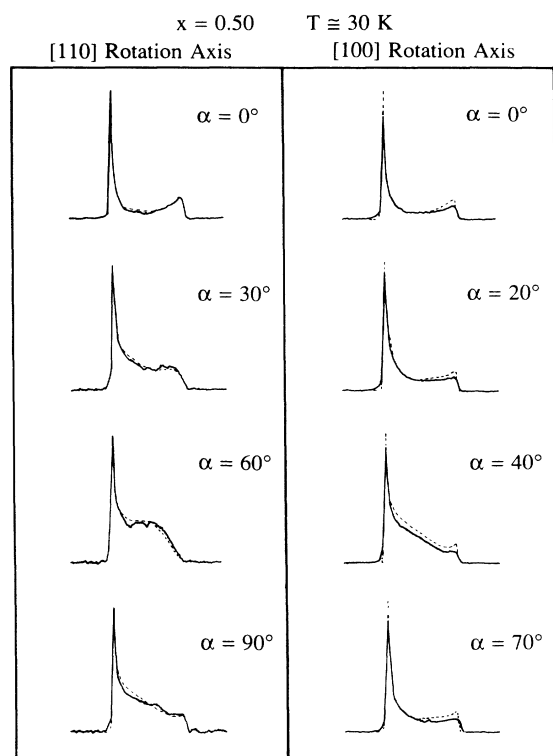 x = 0.50 T ≅ 30 K
[110] Rotation Axis [100] Rotation Axis
α = 0° α = 0°
α = 30° α = 20°
α = 60° α = 40°
α = 90° α = 70°